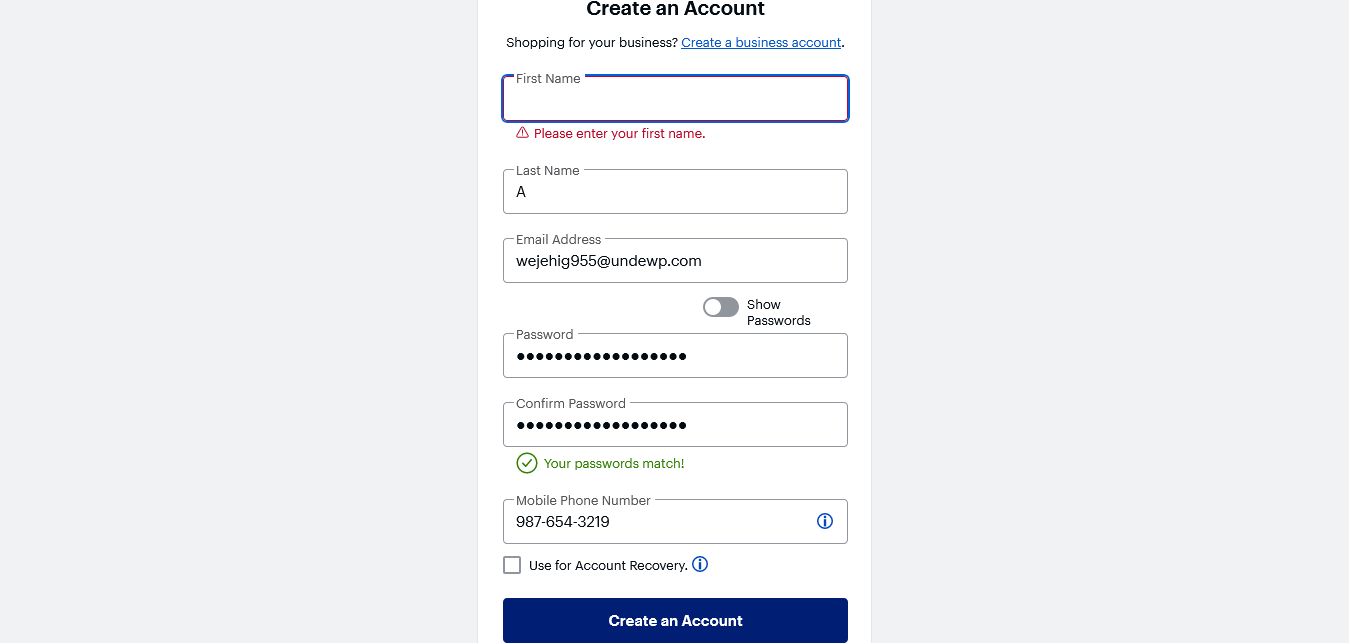 Create an Account
Shopping for your business? Create a business account.
First Name
Please enter your first name.
Last Name
A
Email Address
wejehig955@undewp.com
Show
Passwords
Password
••••••••••••••••••
Confirm Password
••••••••••••••••••
Your passwords match!
Mobile Phone Number
987-654-3219
Use for Account Recovery.
Create an Account